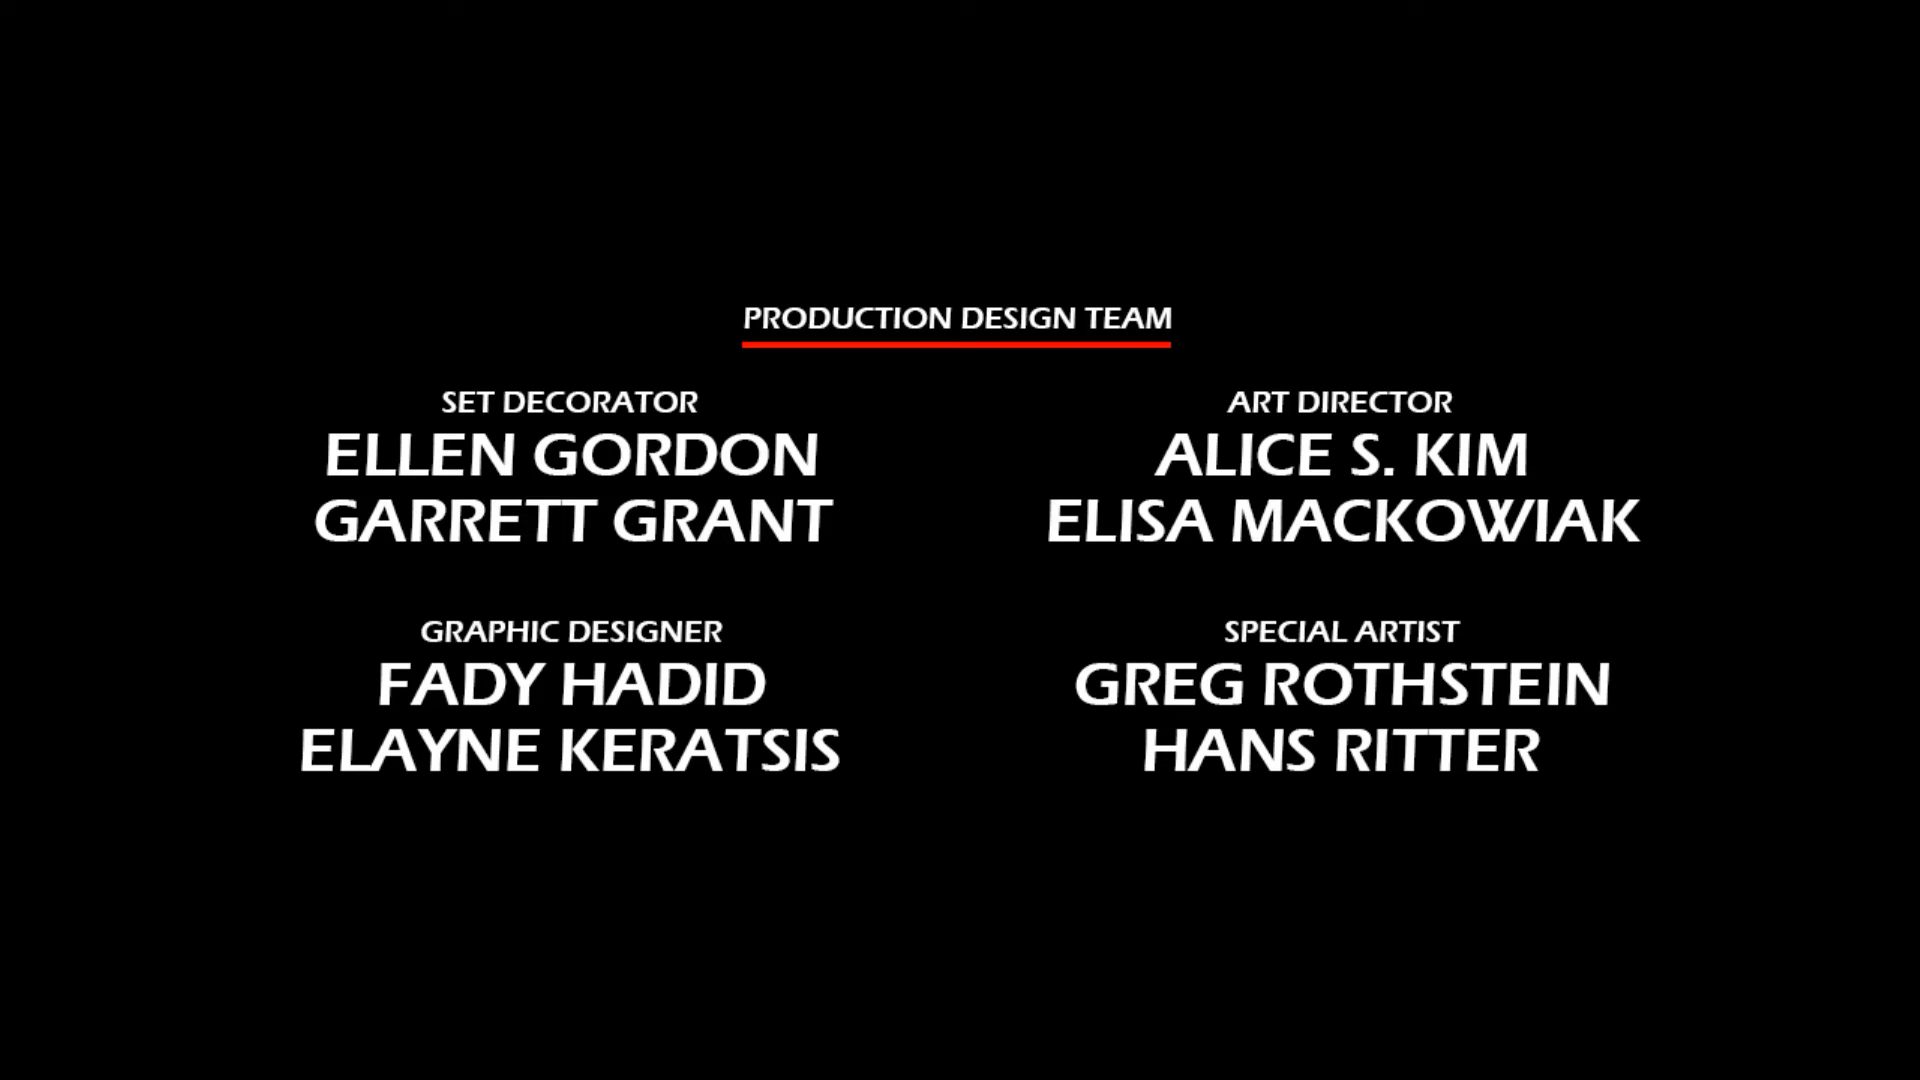 PRODUCTION DESIGN TEAM
SET DECORATOR
ELLEN GORDON
GARRETT GRANT
ART DIRECTOR
ALICE S. KIM
ELISA MACKOWIAK
GRAPHIC DESIGNER
FADY HADID
ELAYNE KERATSIS
SPECIAL ARTIST
GREG ROTHSTEIN
HANS RITTER